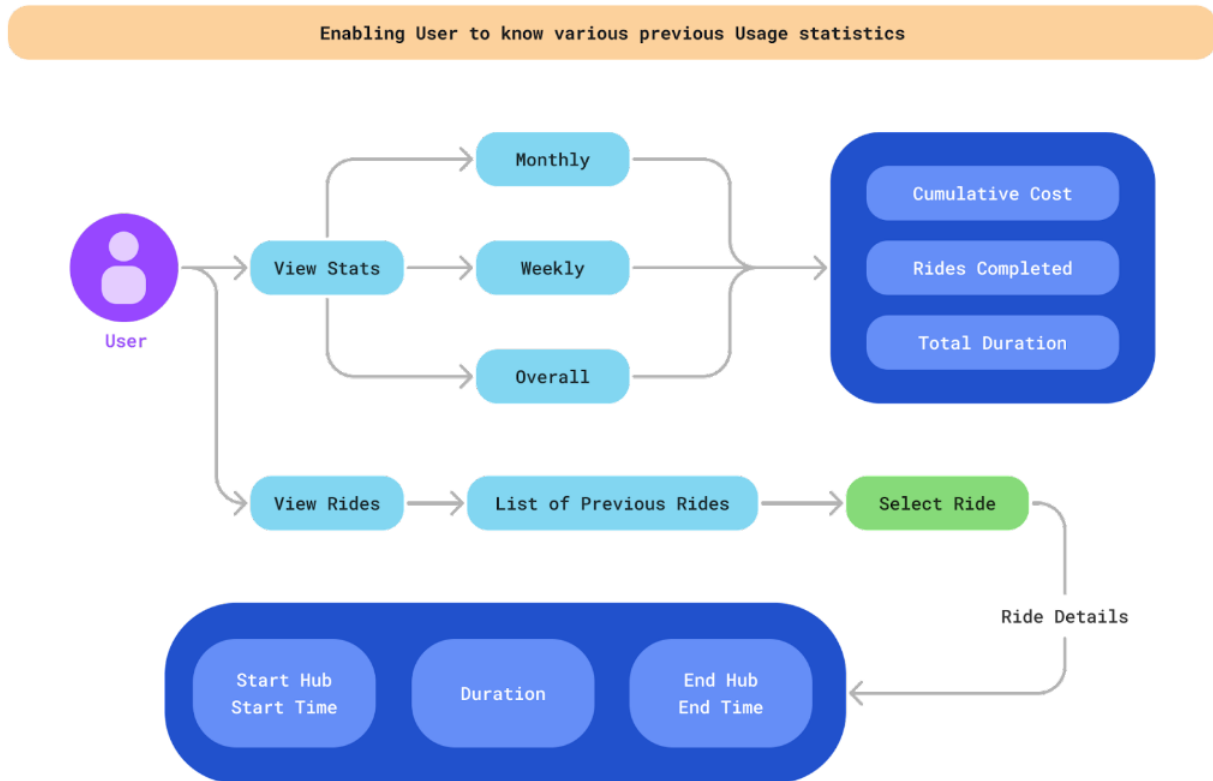 Enabling User to know various previous Usage statistics
Monthly
Cumulative Cost
View Stats
Weekly
Rides Completed
User
Overall
Total Duration
View Rides
List of Previous Rides
Select Ride
Ride Details
Start Hub
Start Time
Duration
End Hub
End Time